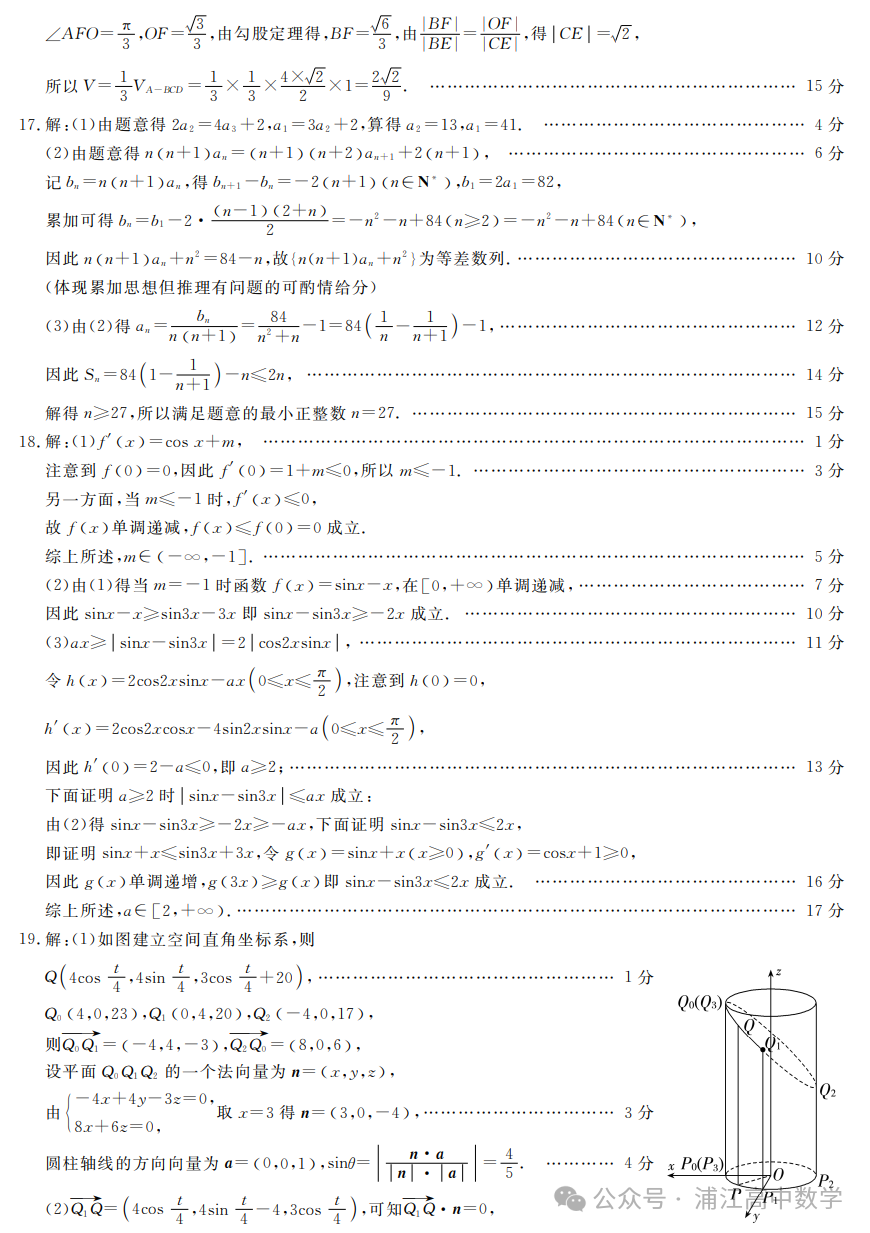 ∠AFO=π/3,OF=√3/3,由勾股定理得,BF=√6/3,由|BF|/|BE|=|OF|/|CE|,得|CE|=√2,
所以V=1/3V_{A-BCD}=1/3×1/3×(4×√2)/2×1=2√2/9. ………… 15分
17.解:(1)由题意得2a₂=4a₃+2,a₁=3a₂+2,算得a₂=13,a₁=41. ………… 4分
(2)由题意得n(n+1)aₙ=(n+1)(n+2)aₙ₊₁+2(n+1), ………… 6分
记bₙ=n(n+1)aₙ,得bₙ₊₁-bₙ=-2(n+1)(n∈N*),b₁=2a₁=82,
累加可得bₙ=b₁-2·(n-1)(2+n)/2=-n²-n+84(n≥2)=-n²-n+84(n∈N*),
因此n(n+1)aₙ+n²=84-n,故{n(n+1)aₙ+n²}为等差数列. ………… 10分
(体现累加思想但推理有问题的可酌情给分)
(3)由(2)得aₙ=bₙ/(n(n+1))=84/(n²+n)-1=84(1/n-1/(n+1))-1, ………… 12分
因此Sₙ=84(1-1/(n+1))-n≤2n, ………… 14分
解得n≥27,所以满足题意的最小正整数n=27. ………… 15分
18.解:(1)f′(x)=cos x+m, ………… 1分
注意到f(0)=0,因此f′(0)=1+m≤0,所以m≤-1. ………… 3分
另一方面,当m≤-1时,f′(x)≤0,
故f(x)单调递减,f(x)≤f(0)=0成立.
综上所述,m∈(-∞,-1]. ………… 5分
(2)由(1)得当m=-1时函数f(x)=sinx-x,在[0,+∞)单调递减, ………… 7分
因此sinx-x≥sin3x-3x即sinx-sin3x≥-2x成立. ………… 10分
(3)ax≥|sinx-sin3x|=2|cos2xsinx|, ………… 11分
令h(x)=2cos2xsinx-ax(0≤x≤π/2),注意到h(0)=0,
h′(x)=2cos2xcosx-4sin2xsinx-a(0≤x≤π/2),
因此h′(0)=2-a≤0,即a≥2; ………… 13分
下面证明a≥2时|sinx-sin3x|≤ax成立:
由(2)得sinx-sin3x≥-2x≥-ax,下面证明sinx-sin3x≤2x,
即证明sinx+x≤sin3x+3x,令g(x)=sinx+x(x≥0),g′(x)=cosx+1≥0,
因此g(x)单调递增,g(3x)≥g(x)即sinx-sin3x≤2x成立. ………… 16分
综上所述,a∈[2,+∞). ………… 17分
19.解:(1)如图建立空间直角坐标系,则
Q(4cos t/4,4sin t/4,3cos t/4+20), ………… 1分
Q₀(4,0,23),Q₁(0,4,20),Q₂(-4,0,17),
则Q₀Q₁→=(-4,4,-3),Q₂Q₀→=(8,0,6),
设平面Q₀Q₁Q₂的一个法向量为n=(x,y,z),
由{-4x+4y-3z=0, 8x+6z=0, 取x=3得n=(3,0,-4), ………… 3分
圆柱轴线的方向向量为a=(0,0,1),sinθ=|n·a/(|n|·|a|)|=4/5. ………… 4分
(2)Q₁Q→=(4cos t/4,4sin t/4-4,3cos t/4),可知Q₁Q→·n=0,
z
Q₀(Q₃)
Q
Q₁
Q₂
x P₀(P₃)
O
P
P₁
P₂
y
公众号·浦江高中数学